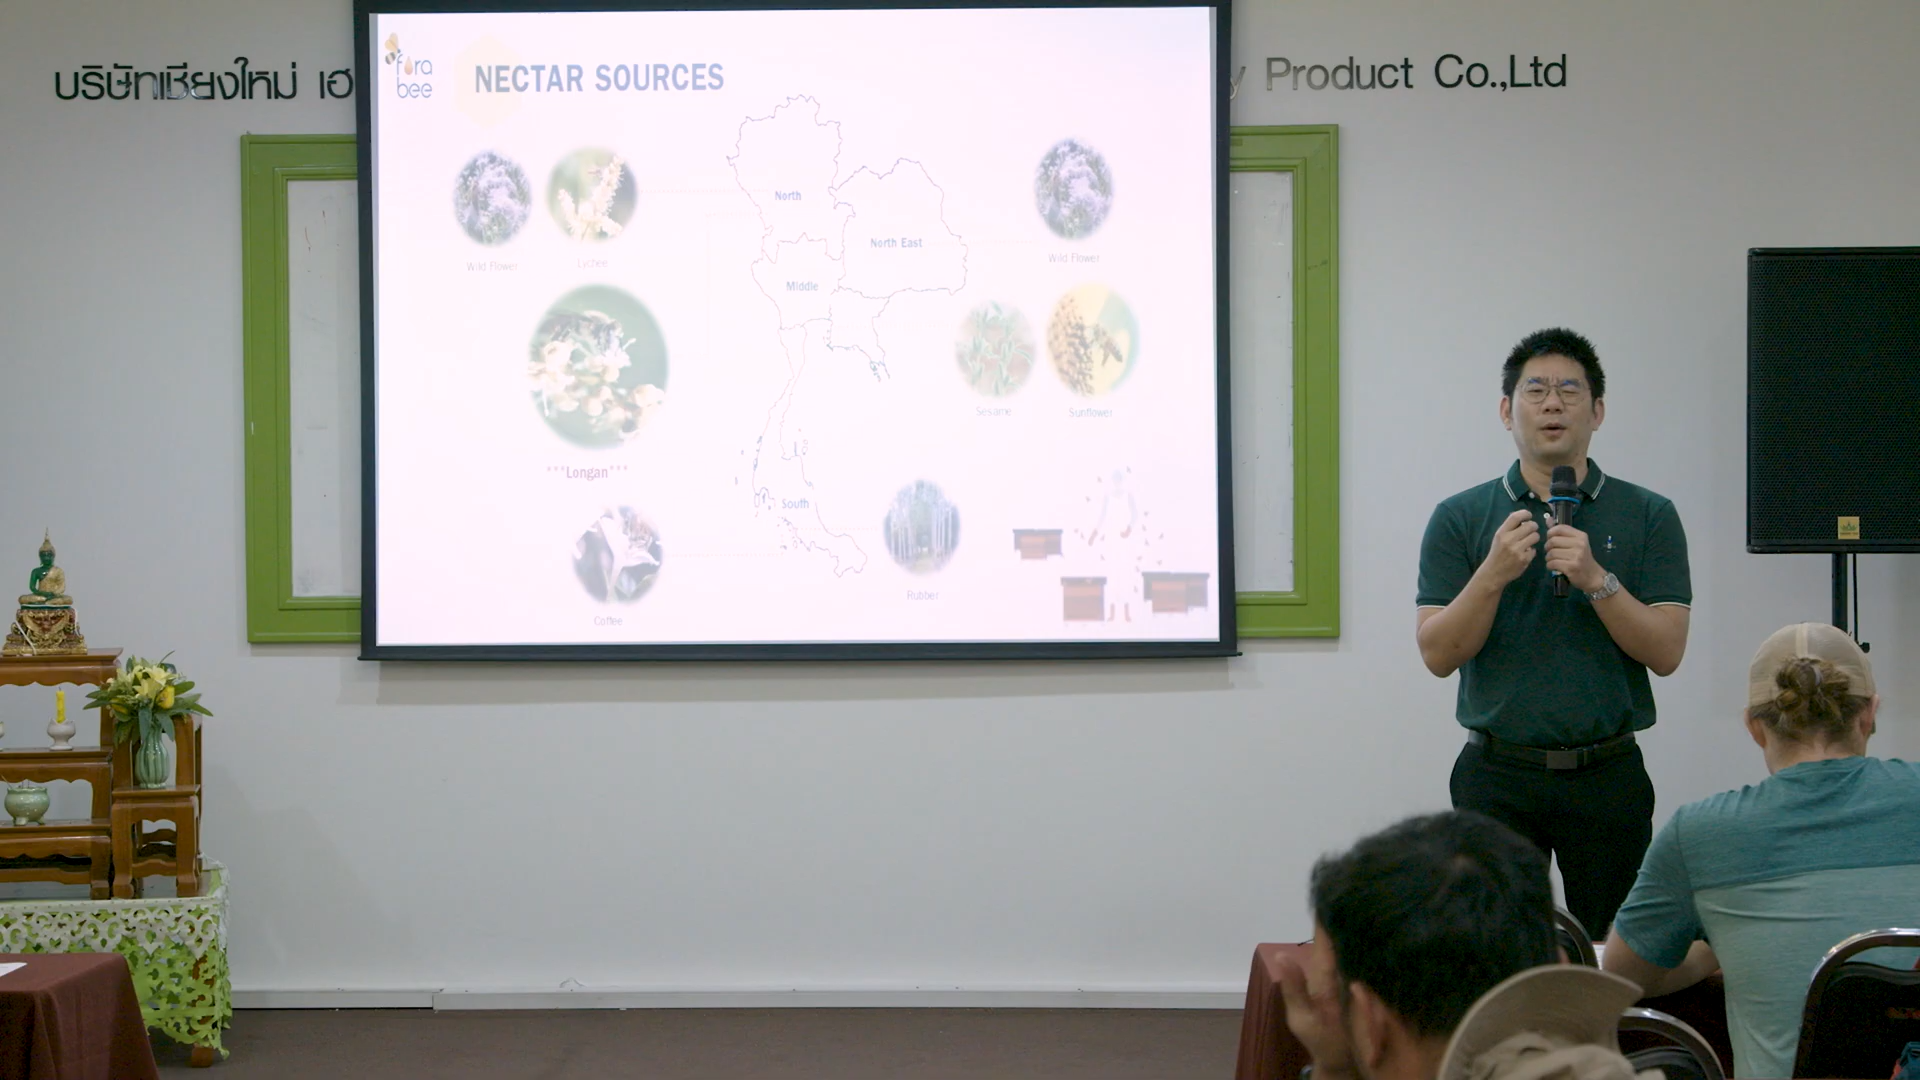 บริษัทเชียงใหม่ เฮ
Product Co.,Ltd
fora
bee
NECTAR SOURCES
North
North East
Middle
South
Wild Flower
Lychee
***Longan***
Coffee
Wild Flower
Sesame
Sunflower
Rubber